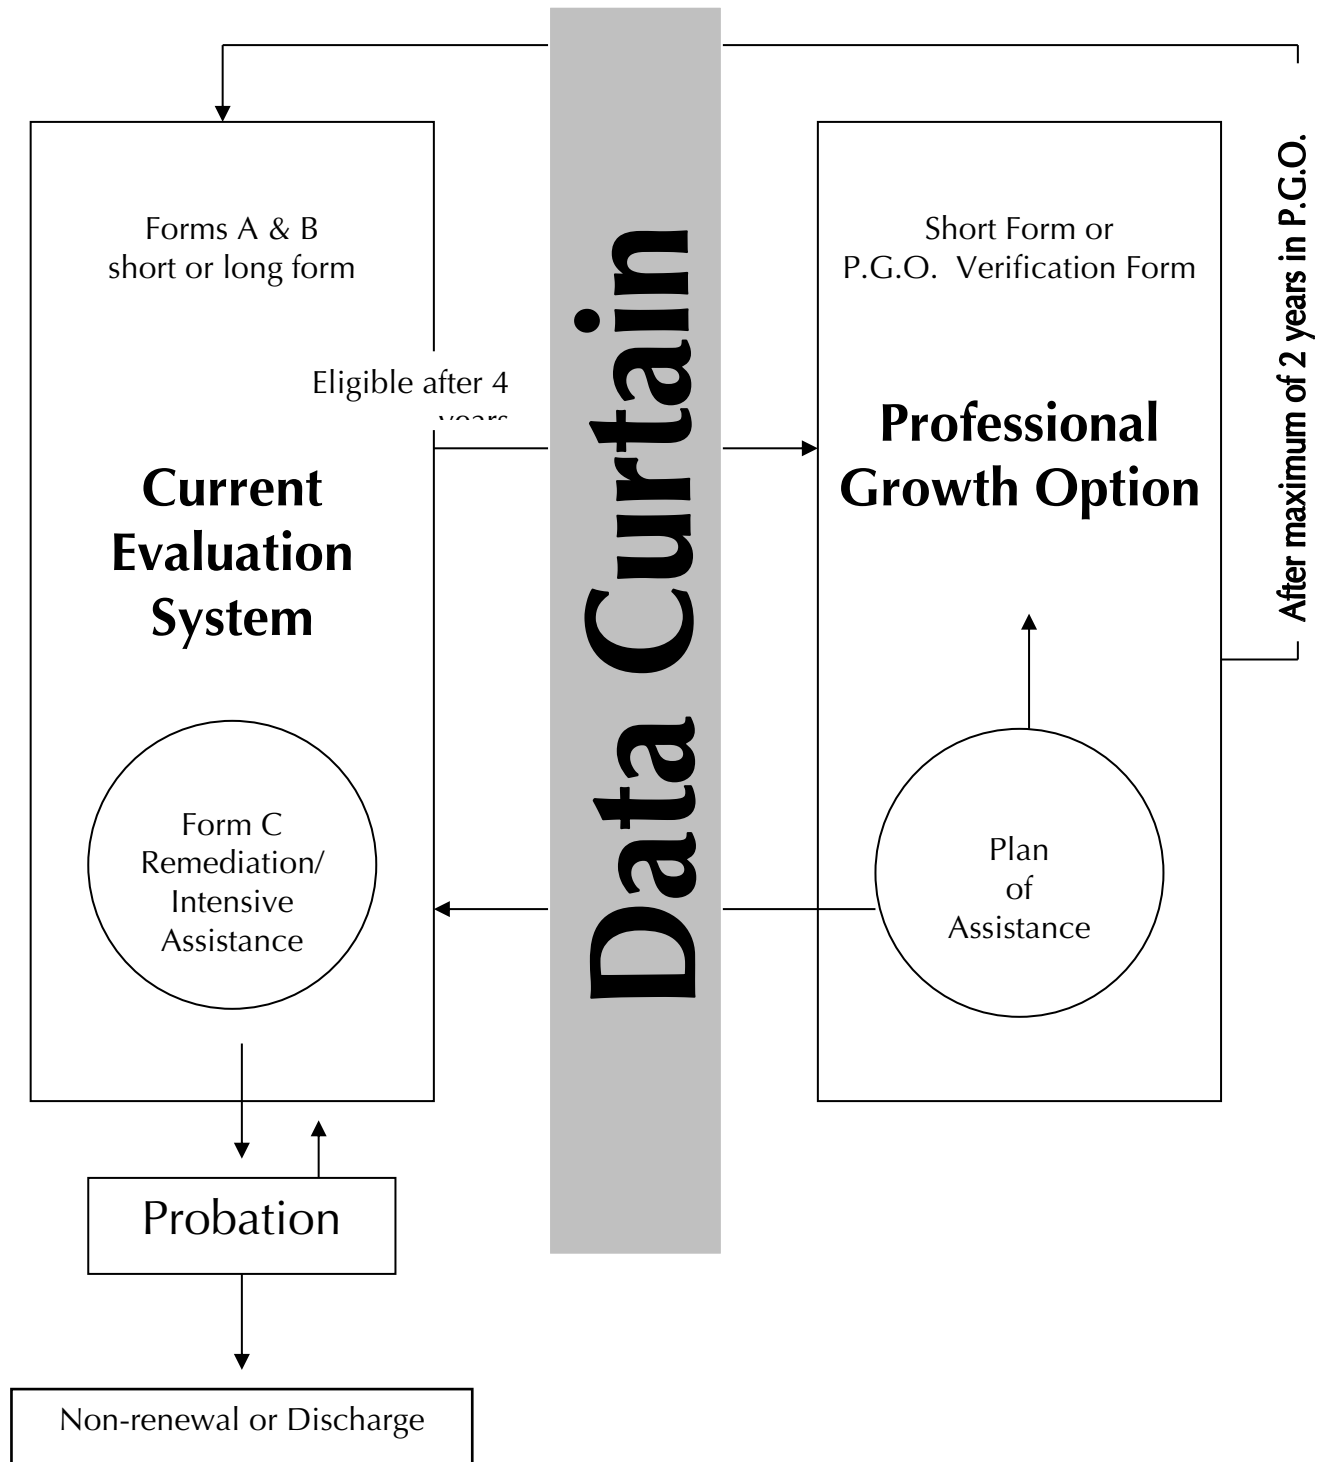 Forms A & B
short or long form
Eligible after 4
years
Current
Evaluation
System
Form C
Remediation/
Intensive
Assistance
Probation
Non-renewal or Discharge
Data Curtain
Short Form or
P.G.O. Verification Form
Professional
Growth Option
Plan
of
Assistance
After maximum of 2 years in P.G.O.